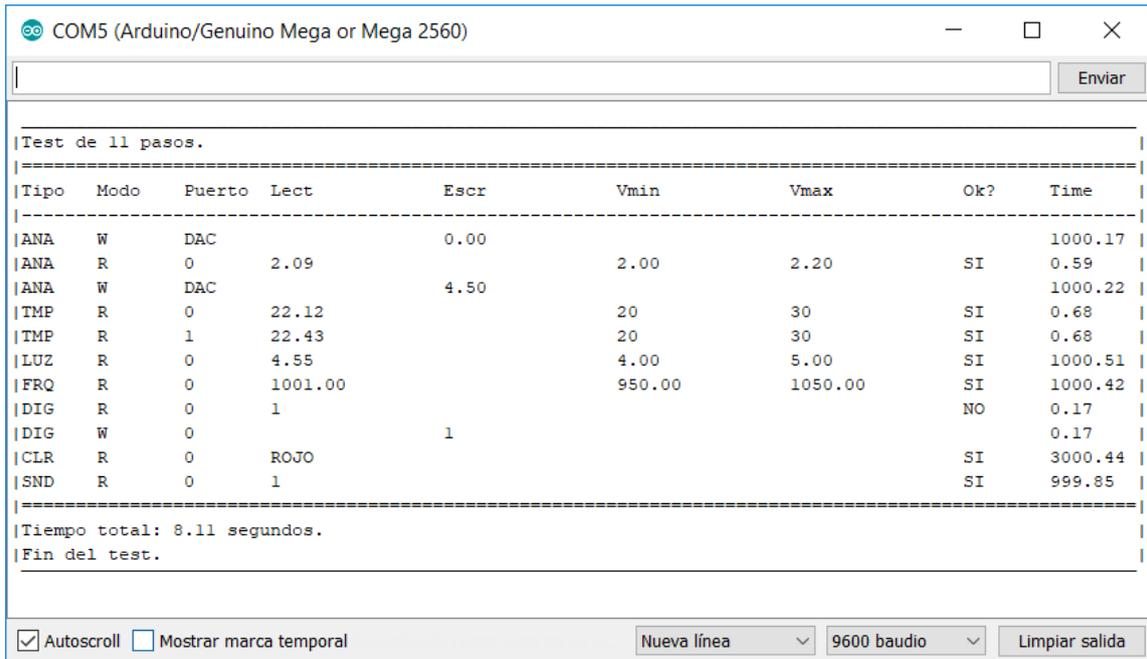 COM5 (Arduino/Genuino Mega or Mega 2560)
Enviar
|Test de 11 pasos. |
|Tipo Modo Puerto Lect Escr Vmin Vmax Ok? Time |
|ANA W DAC 0.00 1000.17 |
|ANA R 0 2.09 2.00 2.20 SI 0.59 |
|ANA W DAC 4.50 1000.22 |
|TMP R 0 22.12 20 30 SI 0.68 |
|TMP R 1 22.43 20 30 SI 0.68 |
|LUZ R 0 4.55 4.00 5.00 SI 1000.51 |
|FRQ R 0 1001.00 950.00 1050.00 SI 1000.42 |
|DIG R 0 1 NO 0.17 |
|DIG W 0 1 0.17 |
|CLR R 0 ROJO SI 3000.44 |
|SND R 0 1 SI 999.85 |
|Tiempo total: 8.11 segundos. |
|Fin del test. |
Autoscroll Mostrar marca temporal Nueva línea 9600 baudio Limpiar salida